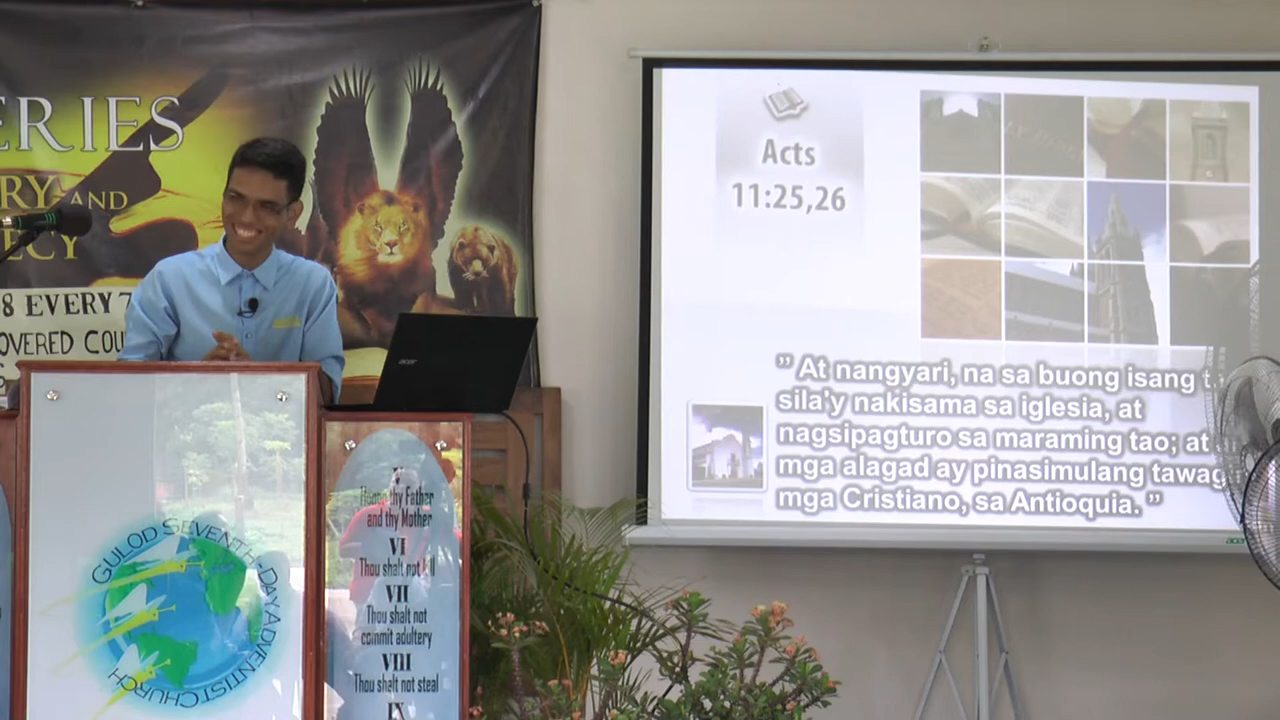 ERIES
RY AND
ECY
8 EVERY 7
OVERED COU
acer
GULOD SEVENTH-DAY ADVENTIST CHURCH
V
Honor thy Father
and thy Mother
VI
Thou shalt not kill
VII
Thou shalt not
commit adultery
VIII
Thou shalt not steal
IX
Acts
11:25,26
” At nangyari, na sa buong isang t
sila'y nakisama sa iglesia, at
nagsipagturo sa maraming tao; at
mga alagad ay pinasimulang tawag
mga Cristiano, sa Antioquia. ”
acer